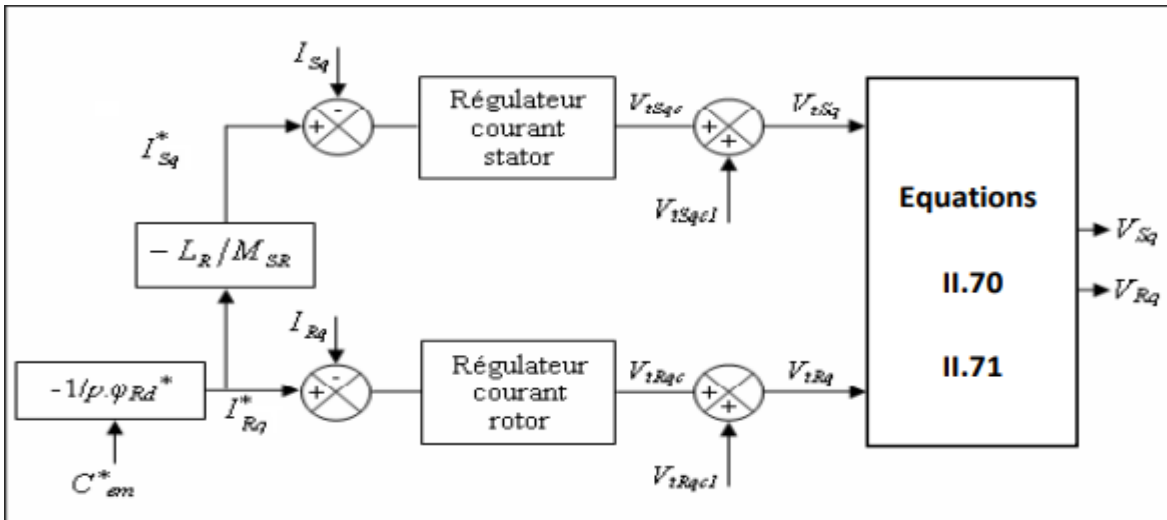 I_Sq
-
+
Régulateur
courant
stator
V_tSqc
+
+
V_tSq
I*_Sq
V_tSqc1
Equations
II.70
II.71
V_Sq
V_Rq
- L_R / M_SR
I_Rq
-
+
Régulateur
courant
rotor
V_tRqc
+
+
V_tRq
-1/p.φ_Rd*
I*_Rq
V_tRqc1
C*_em